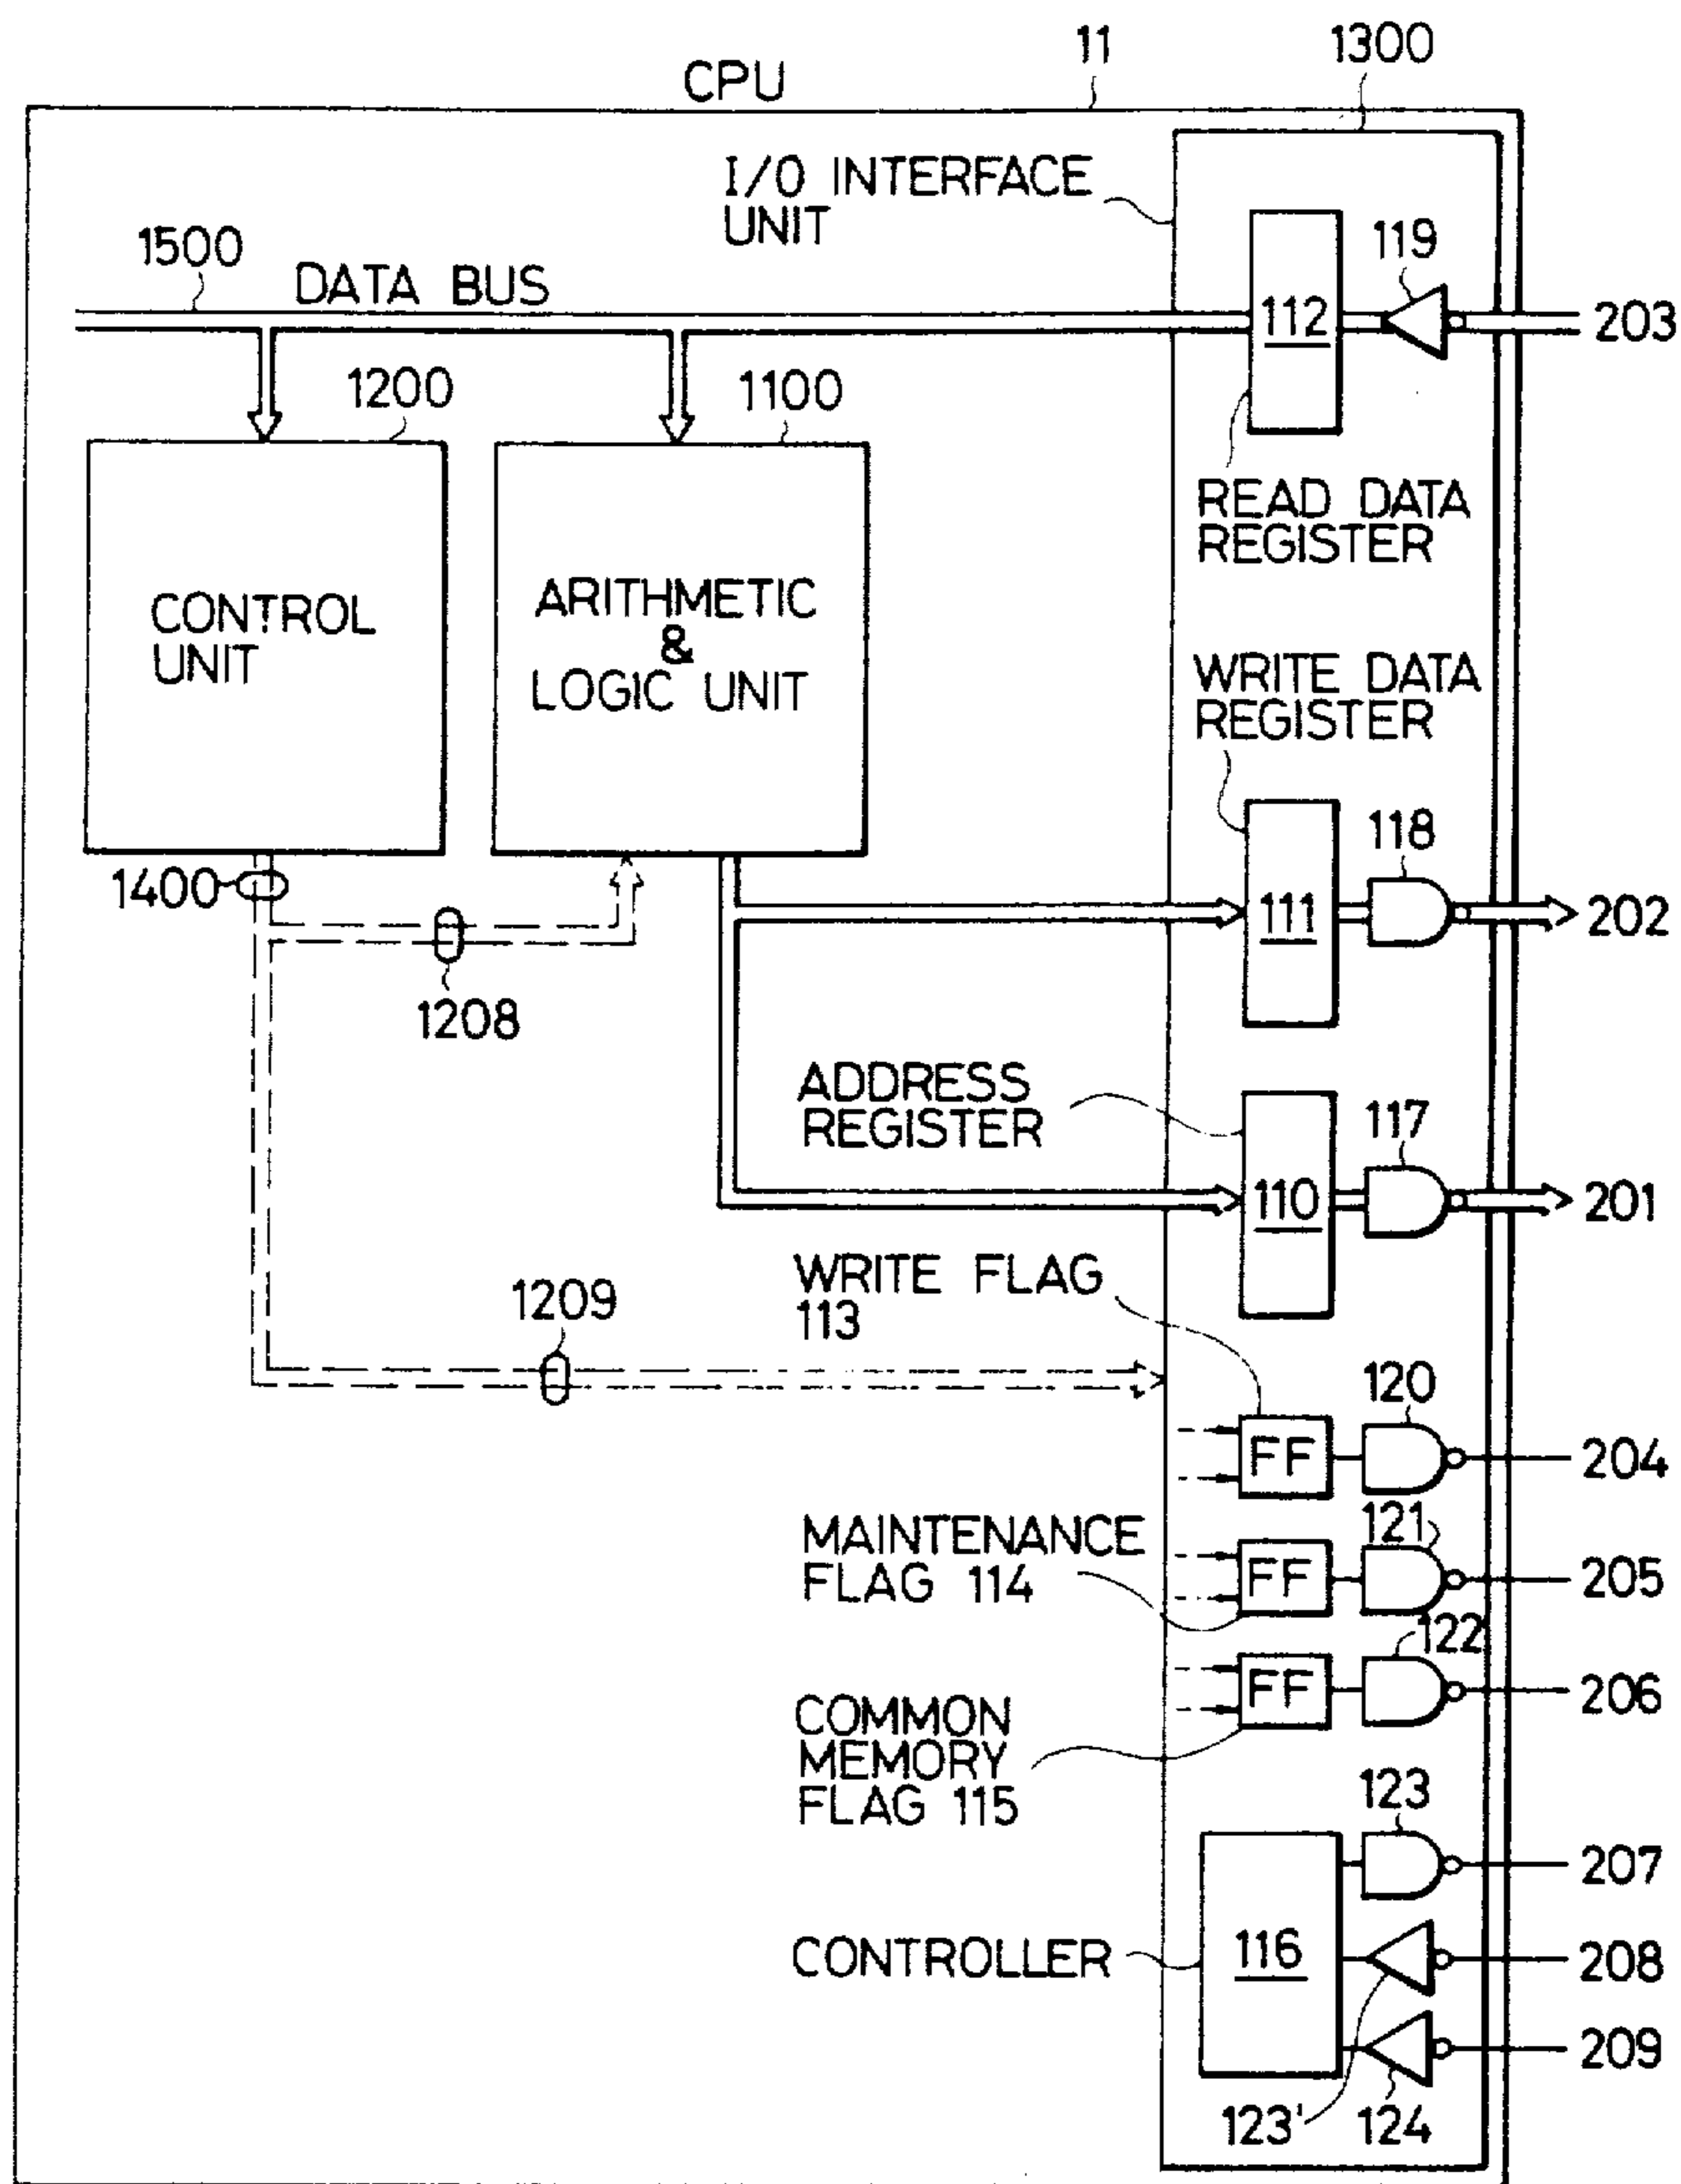 11
1300
CPU
I/O INTERFACE
UNIT
1500
DATA BUS
119
112
203
1200
1100
READ DATA
REGISTER
CONTROL
UNIT
ARITHMETIC
&
LOGIC UNIT
WRITE DATA
REGISTER
118
1400
111
202
1208
ADDRESS
REGISTER
117
110
201
WRITE FLAG
113
1209
120
FF
204
MAINTENANCE
FLAG 114
121
FF
205
122
FF
206
COMMON
MEMORY
FLAG 115
123
207
CONTROLLER
116
208
209
123'
124